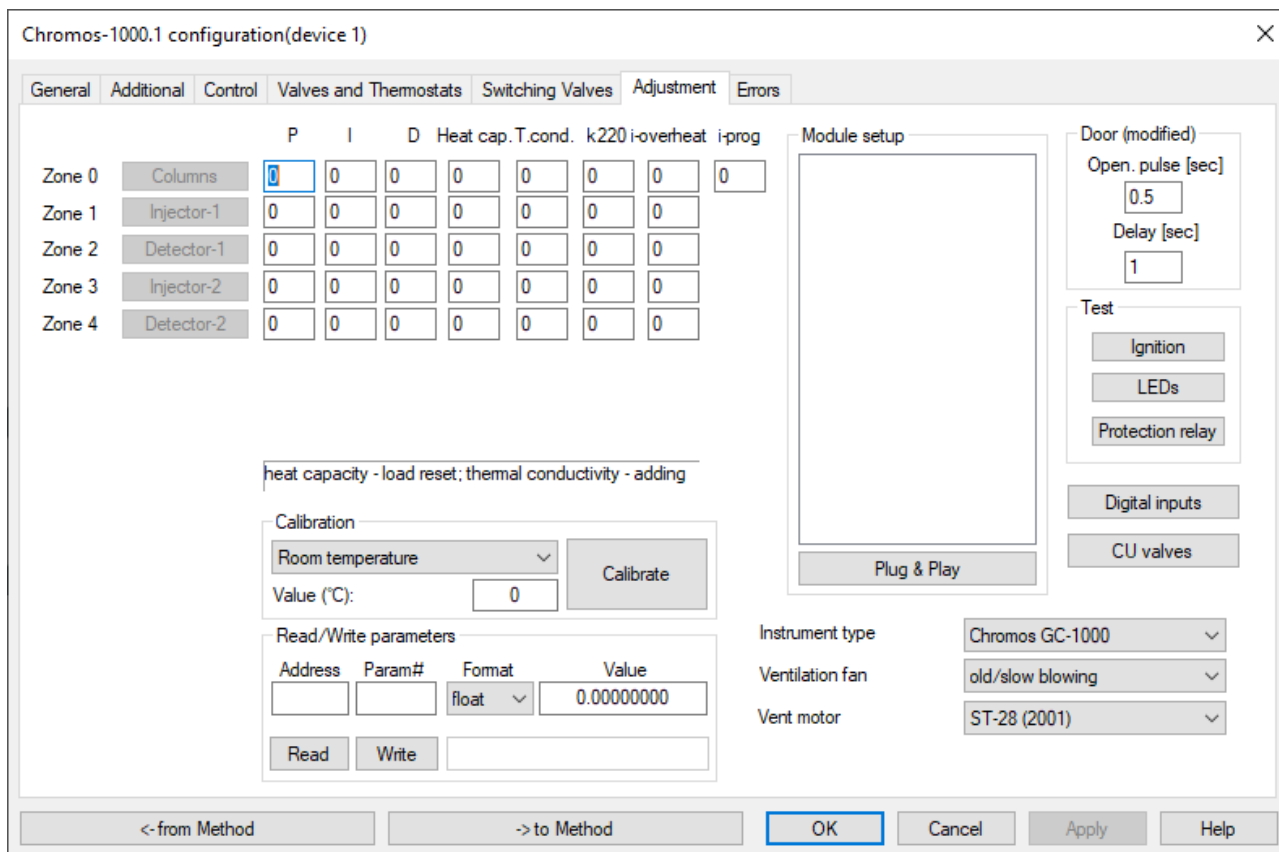 Chromos-1000.1 configuration(device 1)
General Additional Control Valves and Thermostats Switching Valves Adjustment Errors
P I D Heat cap. T.cond. k220 i-overheat i-prog
Zone 0 Columns 0 0 0 0 0 0 0 0
Zone 1 Injector-1 0 0 0 0 0 0 0
Zone 2 Detector-1 0 0 0 0 0 0 0
Zone 3 Injector-2 0 0 0 0 0 0 0
Zone 4 Detector-2 0 0 0 0 0 0 0
heat capacity - load reset; thermal conductivity - adding
Calibration
Room temperature
Value (°C): 0
Calibrate
Read/Write parameters
Address Param# Format Value
float 0.00000000
Read Write
Module setup
Plug & Play
Door (modified)
Open. pulse [sec]
0.5
Delay [sec]
1
Test
Ignition
LEDs
Protection relay
Digital inputs
CU valves
Instrument type Chromos GC-1000
Ventilation fan old/slow blowing
Vent motor ST-28 (2001)
<- from Method -> to Method OK Cancel Apply Help